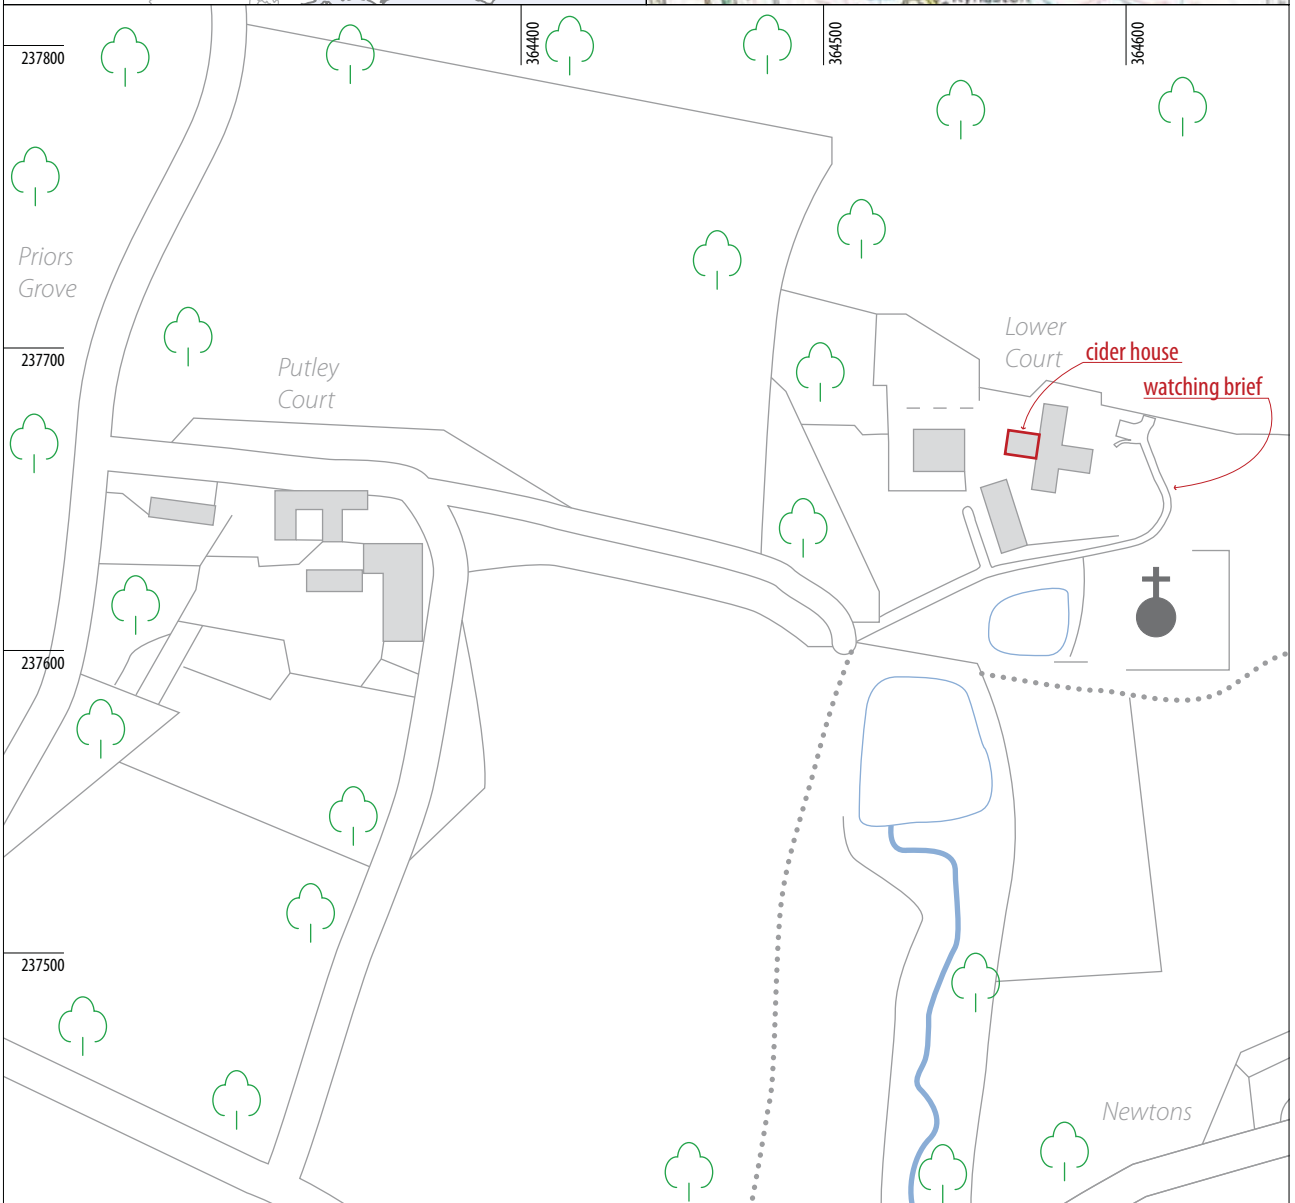 364400
364500
364600
237800
Priors
Grove
Lower
Court
237700
cider house
Putley
Court
watching brief
237600
237500
Newtons